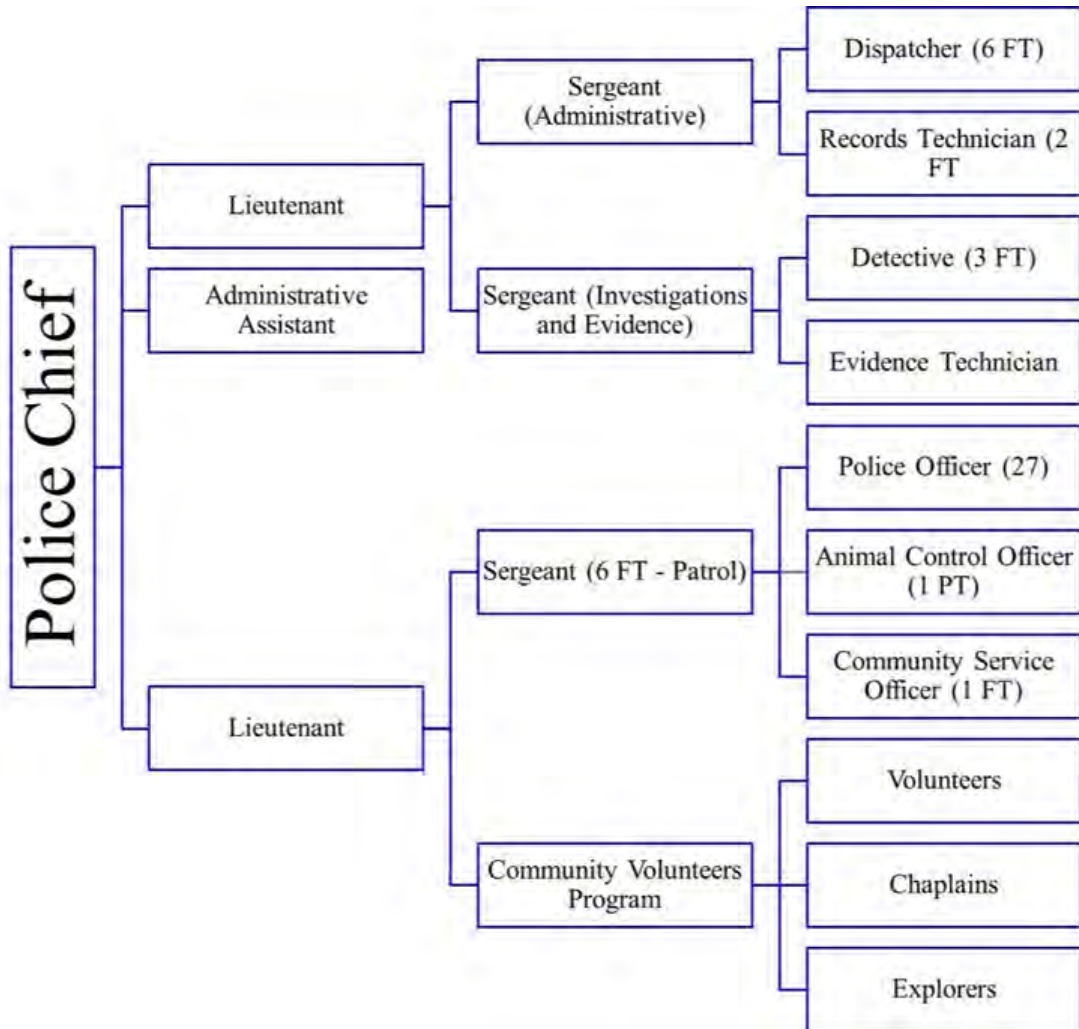 Police Chief
Lieutenant
Sergeant
(Administrative)
Dispatcher (6 FT)
Records Technician (2
FT
Sergeant (Investigations
and Evidence)
Detective (3 FT)
Evidence Technician
Administrative
Assistant
Lieutenant
Sergeant (6 FT - Patrol)
Police Officer (27)
Animal Control Officer
(1 PT)
Community Service
Officer (1 FT)
Community Volunteers
Program
Volunteers
Chaplains
Explorers